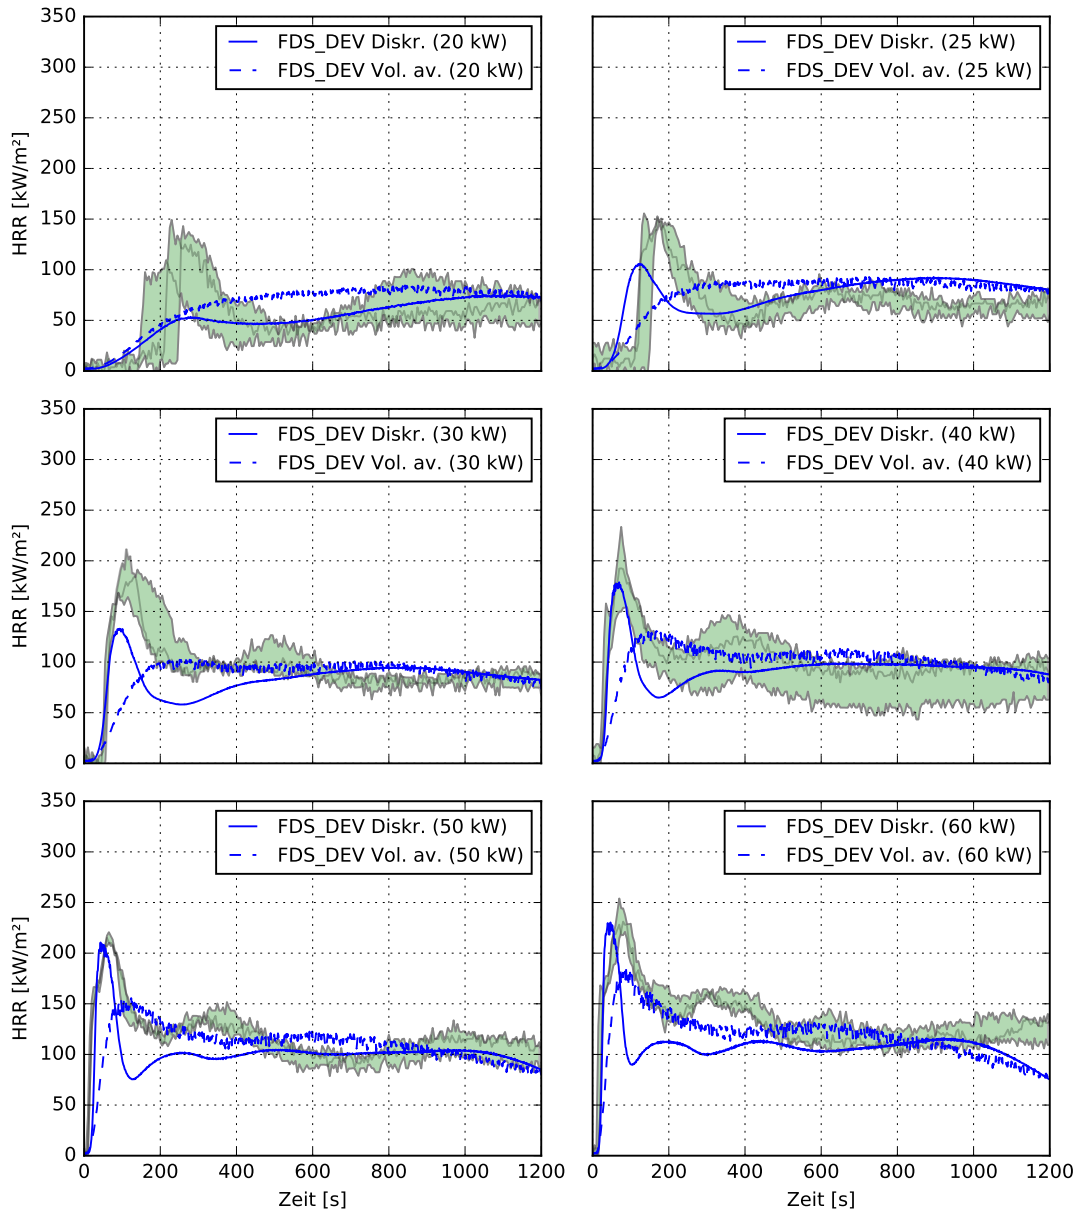 350
300
250
200
150
100
50
0
HRR [kW/m²]
FDS_DEV Diskr. (20 kW)
FDS_DEV Vol. av. (20 kW)
FDS_DEV Diskr. (25 kW)
FDS_DEV Vol. av. (25 kW)
350
300
250
200
150
100
50
0
HRR [kW/m²]
FDS_DEV Diskr. (30 kW)
FDS_DEV Vol. av. (30 kW)
FDS_DEV Diskr. (40 kW)
FDS_DEV Vol. av. (40 kW)
350
300
250
200
150
100
50
0
HRR [kW/m²]
FDS_DEV Diskr. (50 kW)
FDS_DEV Vol. av. (50 kW)
0 200 400 600 800 1000 1200
Zeit [s]
FDS_DEV Diskr. (60 kW)
FDS_DEV Vol. av. (60 kW)
0 200 400 600 800 1000 1200
Zeit [s]